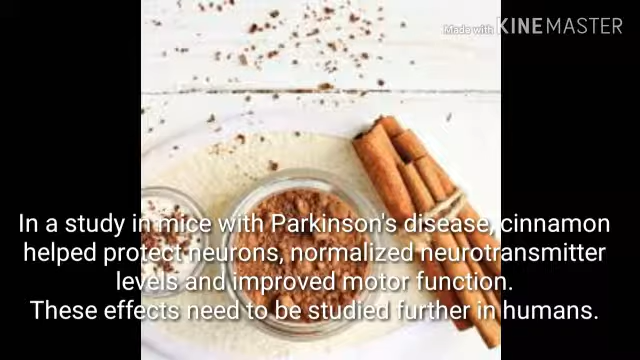 Made with KINEMASTER
In a study in mice with Parkinson's disease, cinnamon
helped protect neurons, normalized neurotransmitter
levels and improved motor function.
These effects need to be studied further in humans.